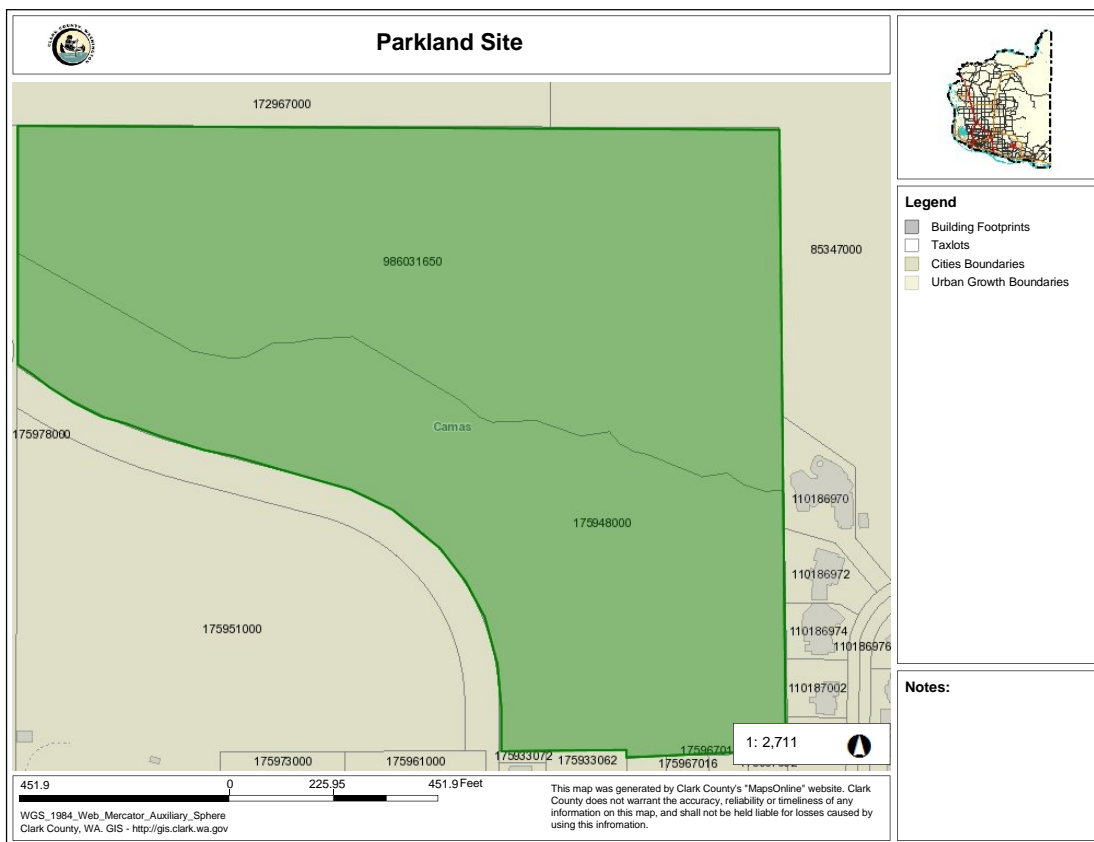 Parkland Site
CLARK COUNTY, WASHINGTON
172967000
986031650
85347000
Camas
175978000
110186970
175948000
110186972
175951000
110186974
110186976
110187002
1: 2,711
175933072
175973000
175961000
175933062
175967016
Legend
Building Footprints
Taxlots
Cities Boundaries
Urban Growth Boundaries
Notes:
451.9
0
225.95
451.9 Feet
WGS_1984_Web_Mercator_Auxiliary_Sphere
Clark County, WA. GIS - http://gis.clark.wa.gov
This map was generated by Clark County's "MapsOnline" website. Clark
County does not warrant the accuracy, reliability or timeliness of any
information on this map, and shall not be held liable for losses caused by
using this infromation.